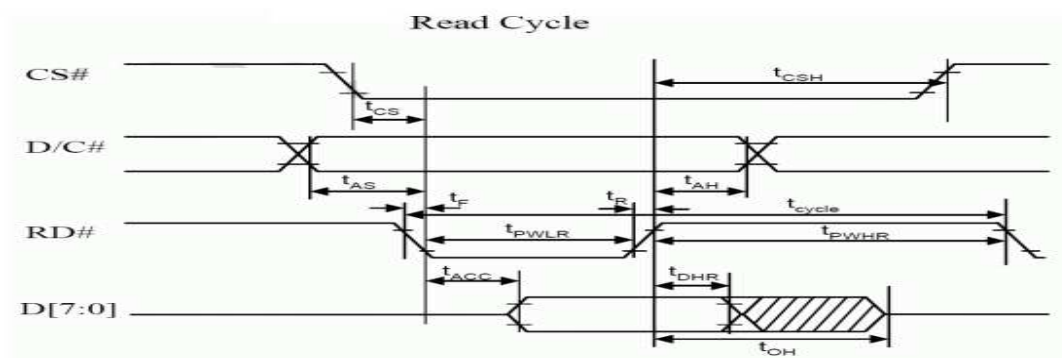 Read Cycle
CS#
tCSH
tCS
D/C#
tAS
tF
tR
tAH
tcycle
RD#
tPWLR
tPWHR
tACC
tDHR
D[7:0]
tOH